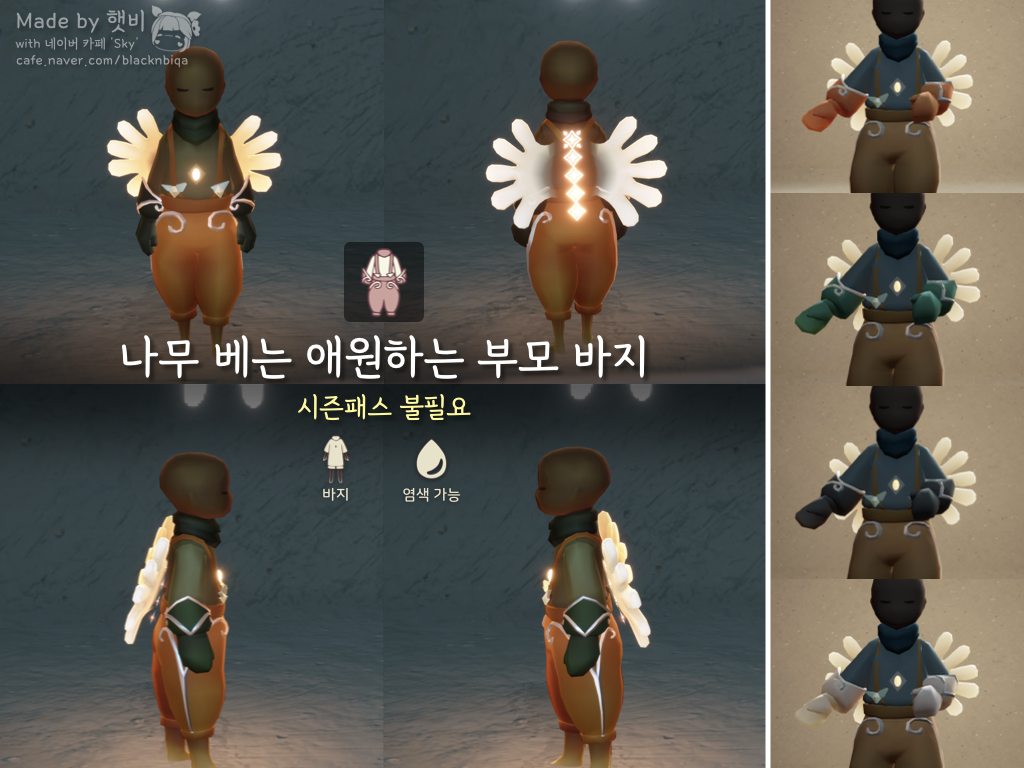 Made by 햇비
with 네이버 카페 'Sky'
cafe.naver.com/blacknbiqa
나무 베는 애원하는 부모 바지
시즌패스 불필요
바지
염색 가능